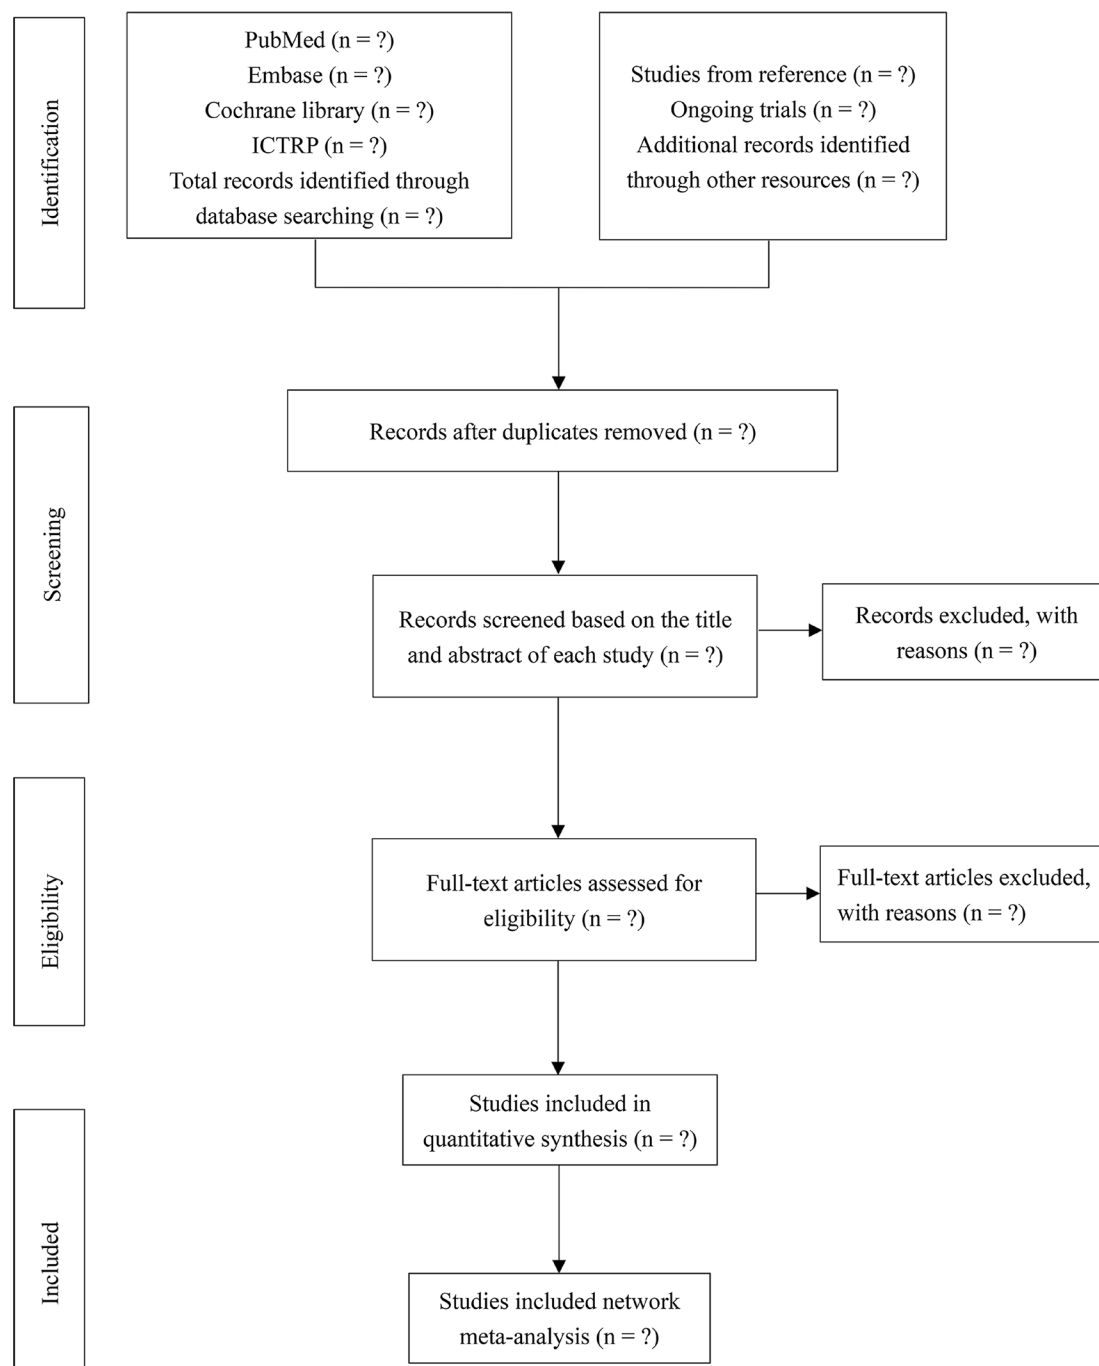 Identification
PubMed (n = ?)
Embase (n = ?)
Cochrane library (n = ?)
ICTRP (n = ?)
Total records identified through
database searching (n = ?)
Studies from reference (n = ?)
Ongoing trials (n = ?)
Additional records identified
through other resources (n = ?)
Screening
Records after duplicates removed (n = ?)
Records screened based on the title
and abstract of each study (n = ?)
Records excluded, with
reasons (n = ?)
Eligibility
Full-text articles assessed for
eligibility (n = ?)
Full-text articles excluded,
with reasons (n = ?)
Included
Studies included in
quantitative synthesis (n = ?)
Studies included network
meta-analysis (n = ?)